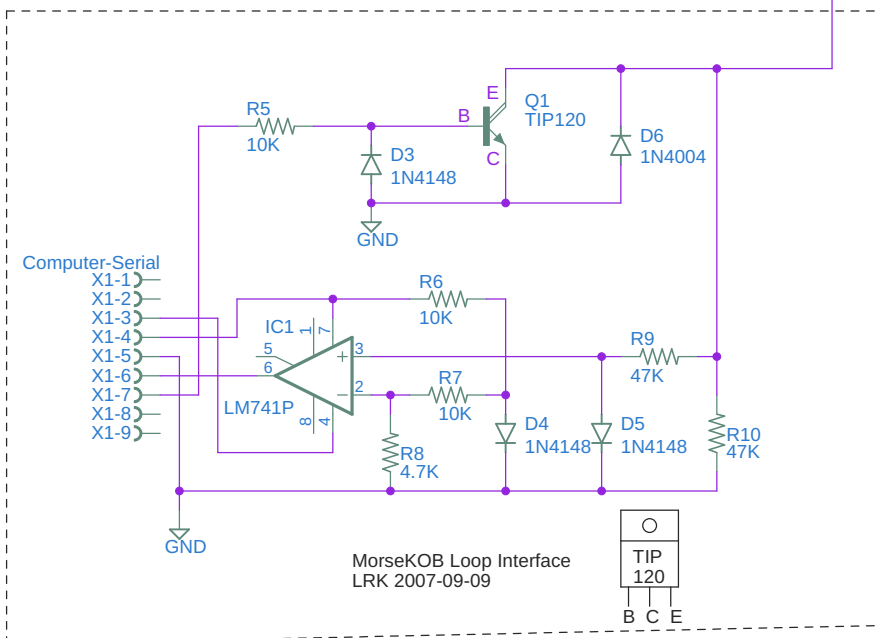 E
R5
Q1
B
TIP120
D6
10K
D3
C
1N4004
1N4148
GND
Computer-Serial
X1-1
X1-2
X1-3
X1-4
X1-5
X1-6
X1-7
X1-8
X1-9
R6
10K
IC1
1
7
5
6
+
3
−
2
LM741P
8
4
R9
47K
R7
10K
D4
1N4148
D5
1N4148
R10
47K
R8
4.7K
GND
MorseKOB Loop Interface
LRK 2007-09-09
TIP
120
B C E